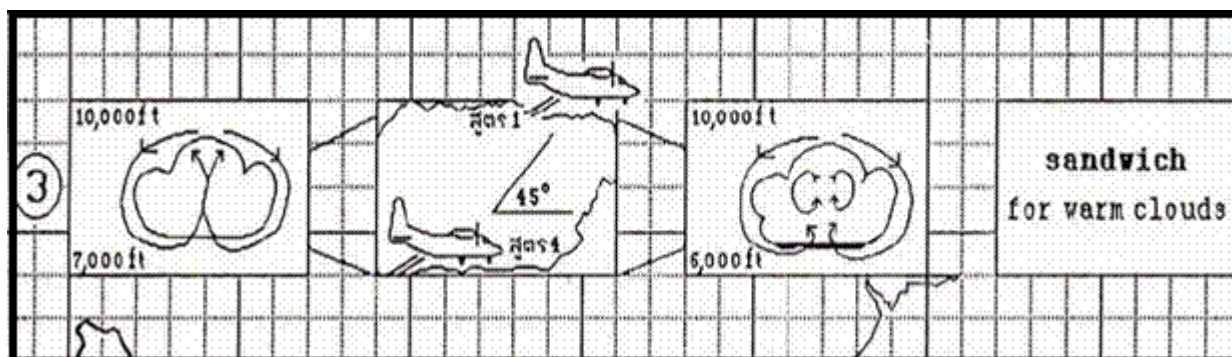 10,000ft
3
7,000ft
สูตร1
45°
สูตร4
10,000ft
6,000ft
sandwich
for warm clouds